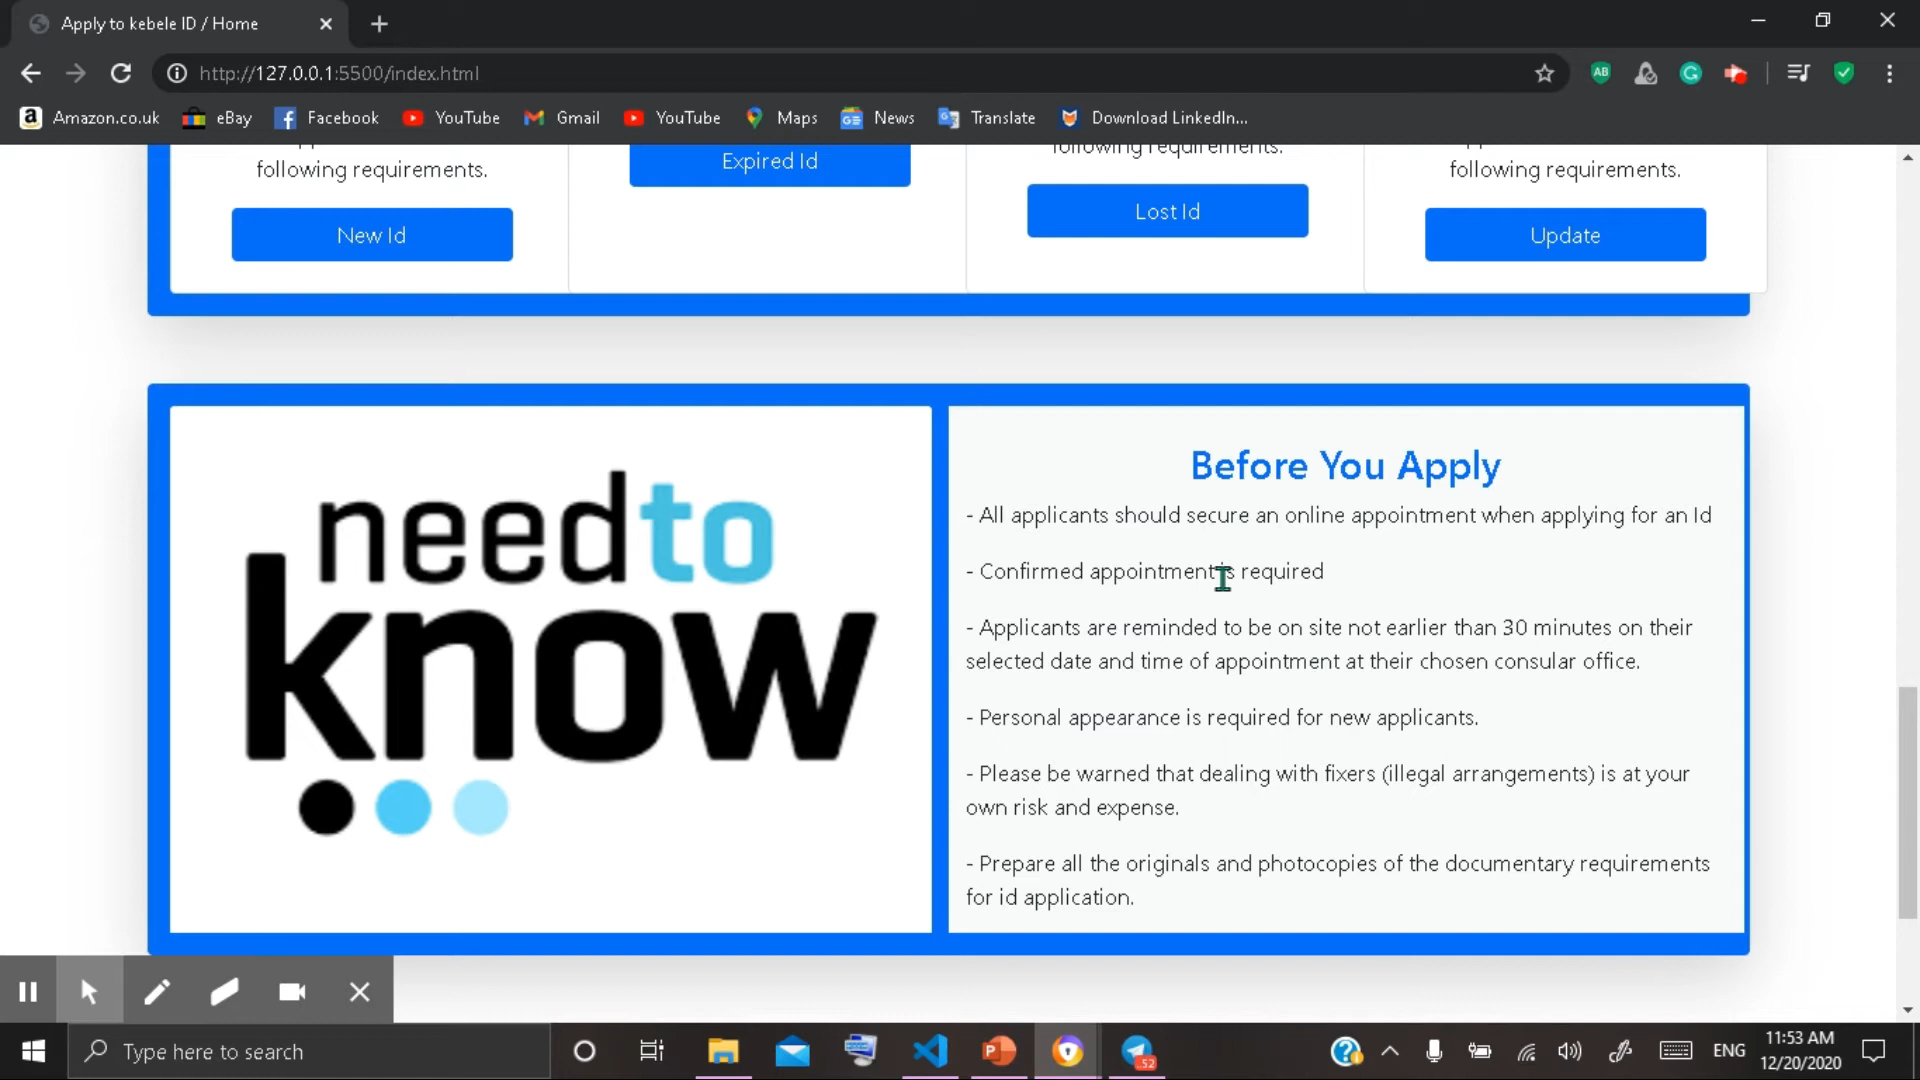 Apply to kebele ID / Home
http://127.0.0.1:5500/index.html
Amazon.co.uk eBay Facebook YouTube Gmail YouTube Maps News Translate Download LinkedIn...
following requirements.
New Id
Expired Id
following requirements.
Lost Id
following requirements.
Update
need to
know
Before You Apply
- All applicants should secure an online appointment when applying for an Id
- Confirmed appointment is required
- Applicants are reminded to be on site not earlier than 30 minutes on their
selected date and time of appointment at their chosen consular office.
- Personal appearance is required for new applicants.
- Please be warned that dealing with fixers (illegal arrangements) is at your
own risk and expense.
- Prepare all the originals and photocopies of the documentary requirements
for id application.
Type here to search
52
ENG
11:53 AM
12/20/2020